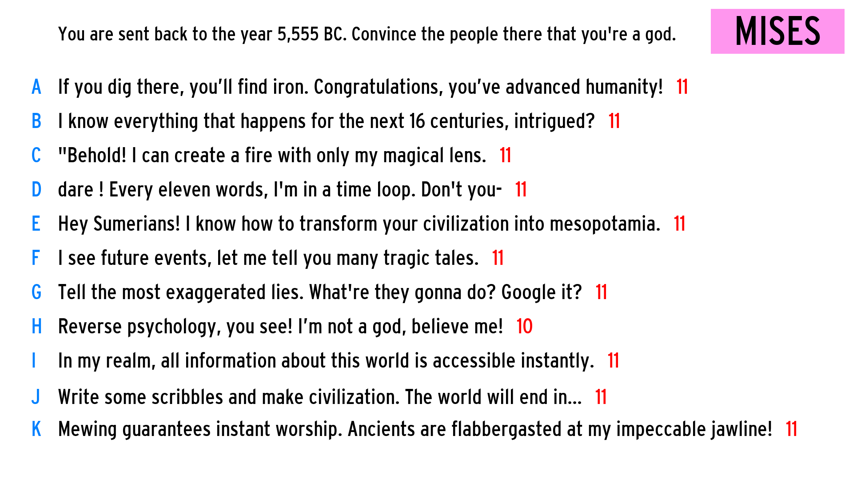 You are sent back to the year 5,555 BC. Convince the people there that you're a god.
MISES
A If you dig there, you'll find iron. Congratulations, you've advanced humanity! 11
B I know everything that happens for the next 16 centuries, intrigued? 11
C "Behold! I can create a fire with only my magical lens. 11
D dare ! Every eleven words, I'm in a time loop. Don't you- 11
E Hey Sumerians! I know how to transform your civilization into mesopotamia. 11
F I see future events, let me tell you many tragic tales. 11
G Tell the most exaggerated lies. What're they gonna do? Google it? 11
H Reverse psychology, you see! I'm not a god, believe me! 10
I In my realm, all information about this world is accessible instantly. 11
J Write some scribbles and make civilization. The world will end in... 11
K Mewing guarantees instant worship. Ancients are flabbergasted at my impeccable jawline! 11